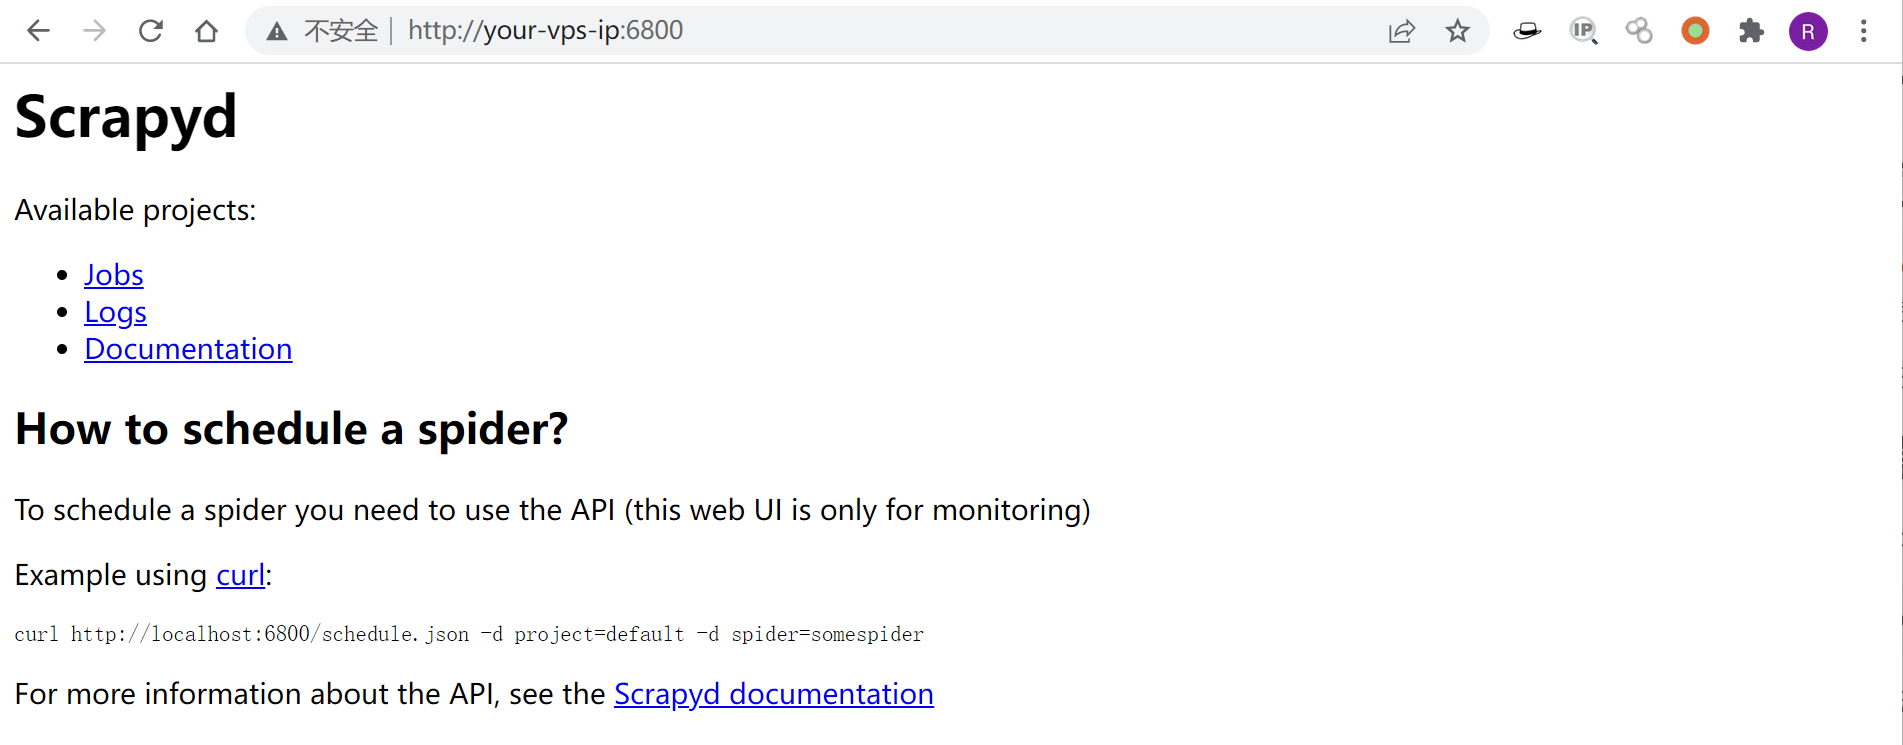 不安全 http://your-vps-ip:6800
IP
R
Scrapyd
Available projects:
Jobs
Logs
Documentation
How to schedule a spider?
To schedule a spider you need to use the API (this web UI is only for monitoring)
Example using curl:
curl http://localhost:6800/schedule.json -d project=default -d spider=somespider
For more information about the API, see the Scrapyd documentation